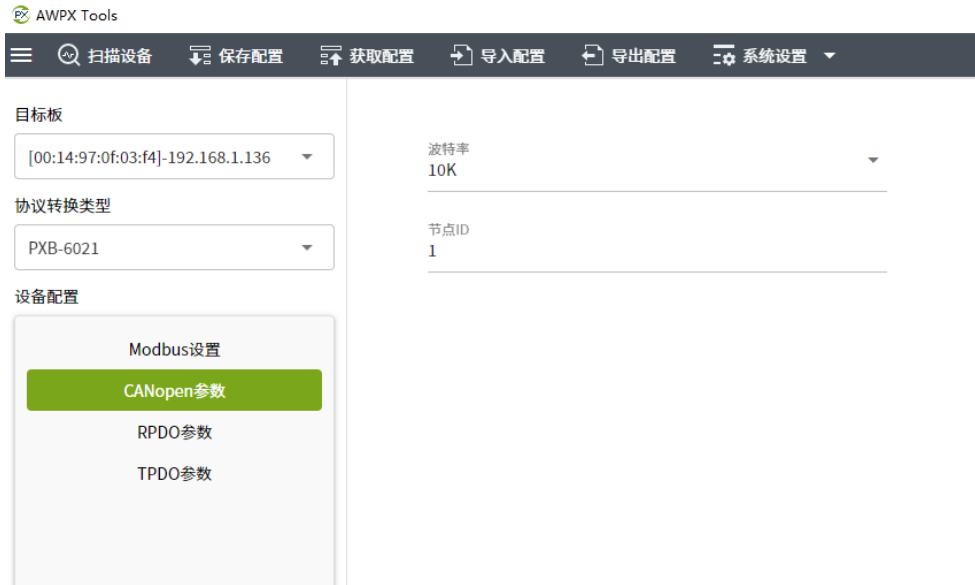 AWPX Tools
扫描设备 保存配置 获取配置 导入配置 导出配置 系统设置
目标板
[00:14:97:0f:03:f4]-192.168.1.136
协议转换类型
PXB-6021
设备配置
Modbus设置
CANopen参数
RPDO参数
TPDO参数
波特率
10K
节点ID
1